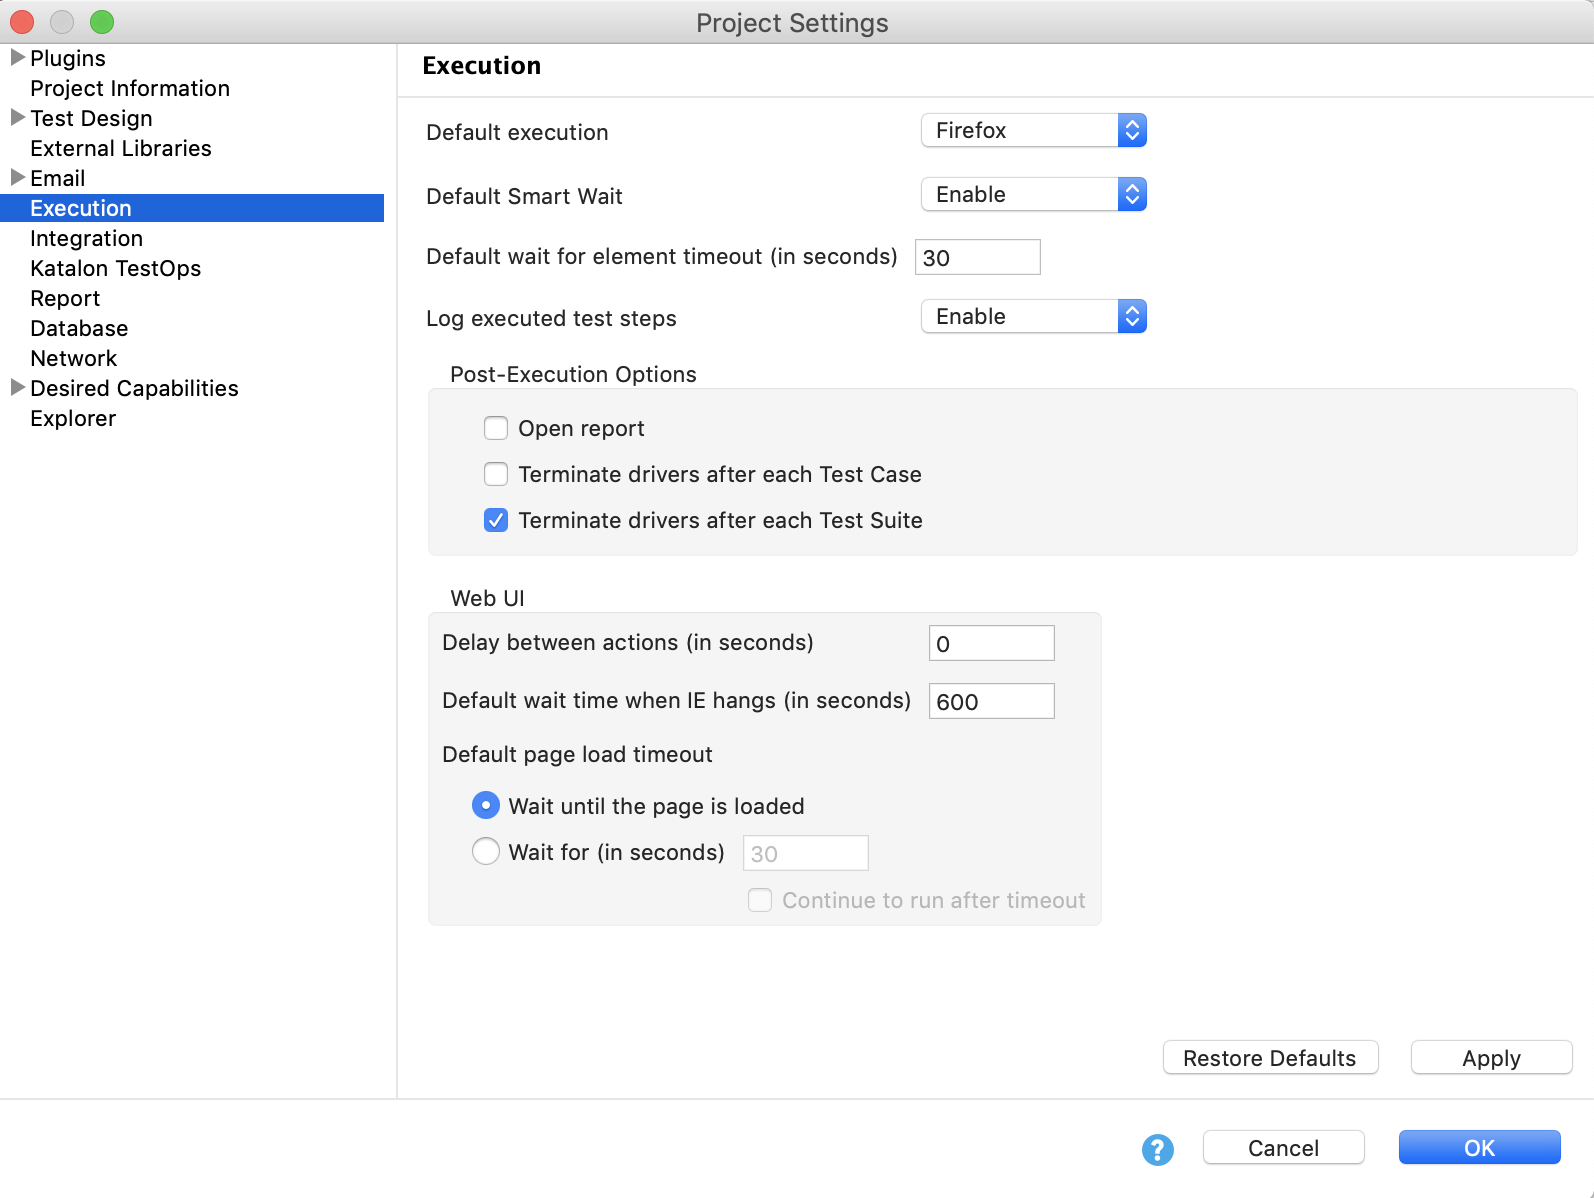 Project Settings
Plugins
Project Information
Test Design
External Libraries
Email
Execution
Integration
Katalon TestOps
Report
Database
Network
Desired Capabilities
Explorer
Execution
Default execution Firefox
Default Smart Wait Enable
Default wait for element timeout (in seconds) 30
Log executed test steps Enable
Post-Execution Options
Open report
Terminate drivers after each Test Case
Terminate drivers after each Test Suite
Web UI
Delay between actions (in seconds) 0
Default wait time when IE hangs (in seconds) 600
Default page load timeout
Wait until the page is loaded
Wait for (in seconds) 30
Continue to run after timeout
Restore Defaults Apply
? Cancel OK